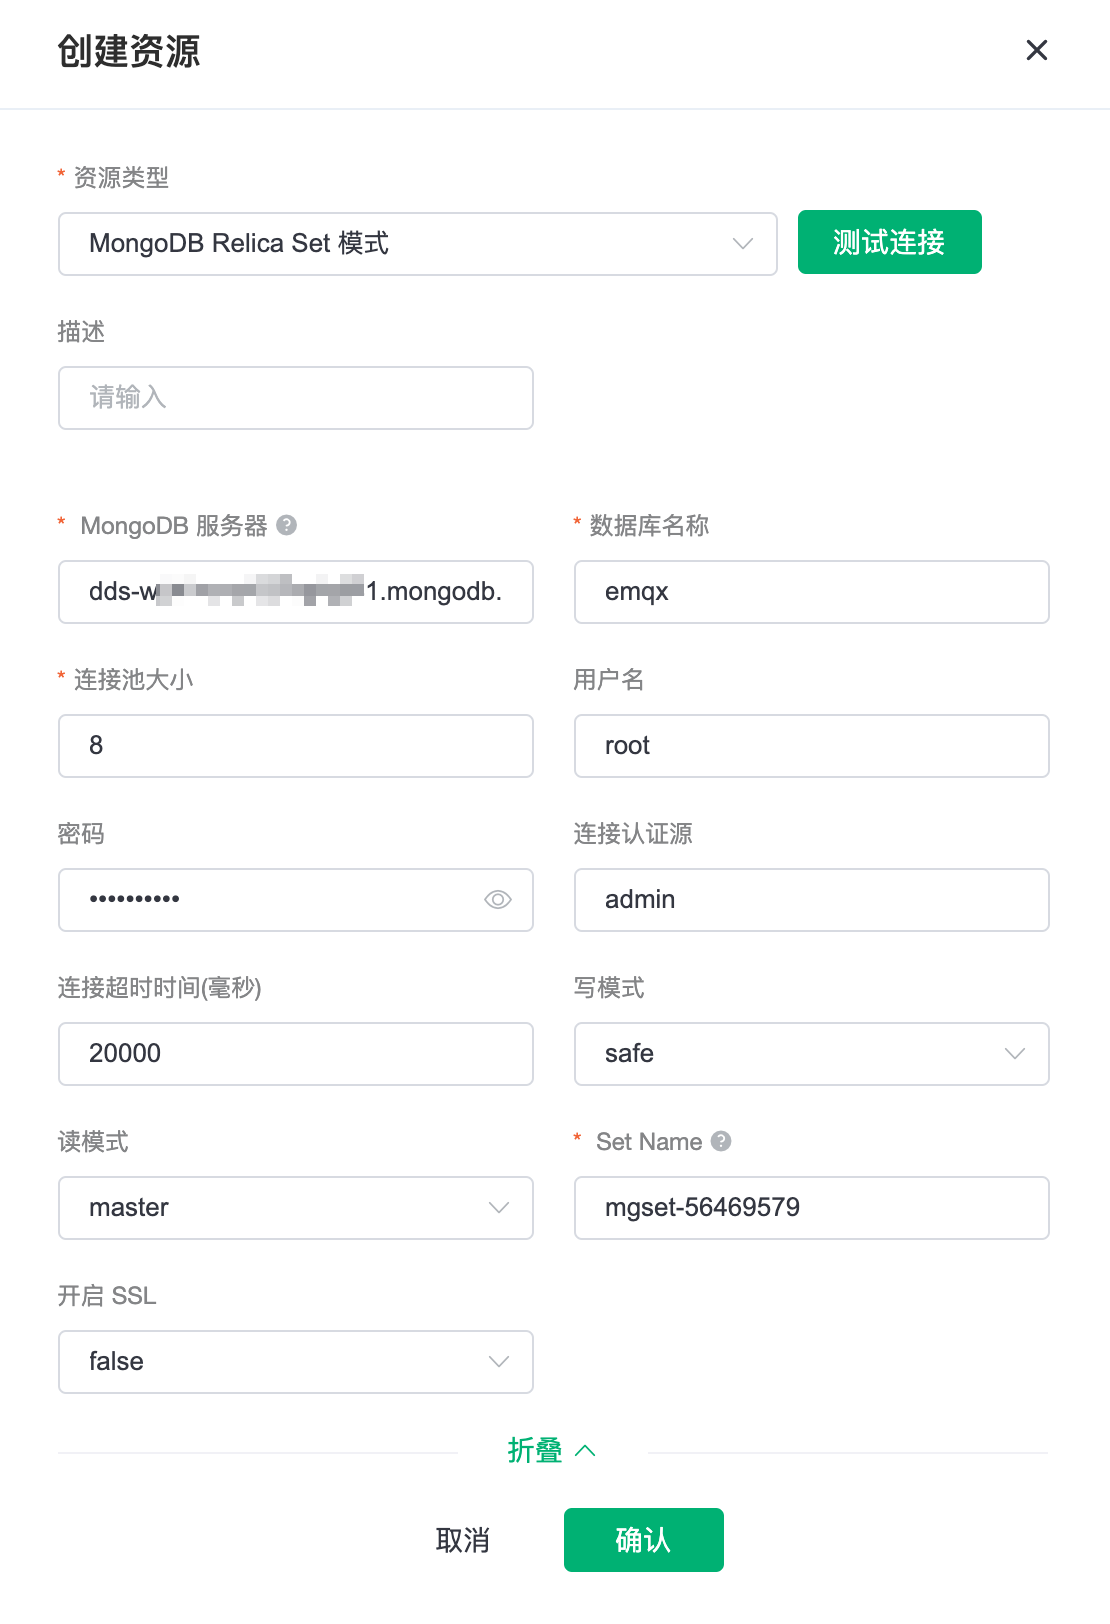 创建资源
* 资源类型
MongoDB Relica Set 模式
测试连接
描述
请输入
* MongoDB 服务器 ?
* 数据库名称
dds-w 1.mongodb.
emqx
* 连接池大小
用户名
8
root
密码
连接认证源
••••••••••
admin
连接超时时间(毫秒)
写模式
20000
safe
读模式
* Set Name ?
master
mgset-56469579
开启 SSL
false
折叠
取消
确认